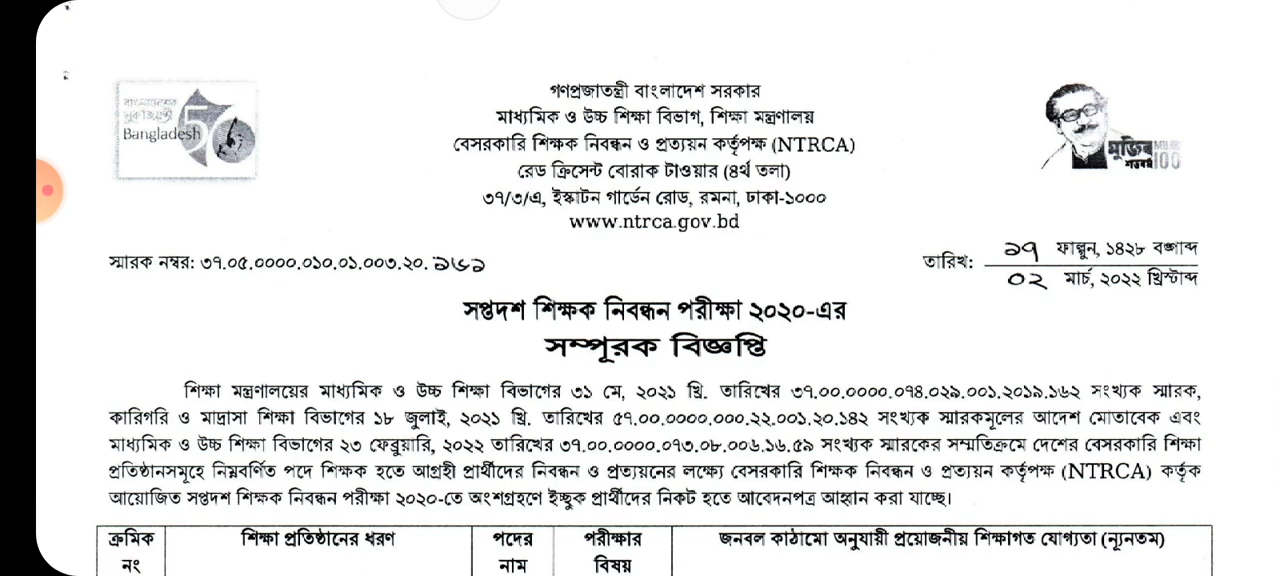 বাংলাদেশের
সুবর্ণজয়ন্তী
50
Bangladesh
গণপ্রজাতন্ত্রী বাংলাদেশ সরকার
মাধ্যমিক ও উচ্চ শিক্ষা বিভাগ, শিক্ষা মন্ত্রণালয়
বেসরকারি শিক্ষক নিবন্ধন ও প্রত্যয়ন কর্তৃপক্ষ (NTRCA)
রেড ক্রিসেন্ট বোরাক টাওয়ার (৪র্থ তলা)
৩৭/৩/এ, ইস্কাটন গার্ডেন রোড, রমনা, ঢাকা-১০০০
www.ntrca.gov.bd
মুজিব
শতবর্ষ 100
স্মারক নম্বর: ৩৭.০৫.০০০০.০১০.০১.০০৩.২০.১৬১
তারিখ: ১৭ ফাল্গুন, ১৪২৮ বঙ্গাব্দ
০২ মার্চ, ২০২২ খ্রিস্টাব্দ
সপ্তদশ শিক্ষক নিবন্ধন পরীক্ষা ২০২০-এর
সম্পূরক বিজ্ঞপ্তি
শিক্ষা মন্ত্রণালয়ের মাধ্যমিক ও উচ্চ শিক্ষা বিভাগের ৩১ মে, ২০২১ খ্রি. তারিখের ৩৭.০০.০০০০.০৭৪.০২৯.০০১.২০১৯.১৬২ সংখ্যক স্মারক,
কারিগরি ও মাদ্রাসা শিক্ষা বিভাগের ১৮ জুলাই, ২০২১ খ্রি. তারিখের ৫৭.০০.০০০০.০০০.২২.০০১.২০.১৪২ সংখ্যক স্মারকমূলের আদেশ মোতাবেক এবং
মাধ্যমিক ও উচ্চ শিক্ষা বিভাগের ২৩ ফেব্রুয়ারি, ২০২২ তারিখের ৩৭.০০.০০০০.০৭৩.০৮.০০৬.১৬.৫৯ সংখ্যক স্মারকের সম্মতিক্রমে দেশের বেসরকারি শিক্ষা
প্রতিষ্ঠানসমূহে নিম্নবর্ণিত পদে শিক্ষক হতে আগ্রহী প্রার্থীদের নিবন্ধন ও প্রত্যয়নের লক্ষ্যে বেসরকারি শিক্ষক নিবন্ধন ও প্রত্যয়ন কর্তৃপক্ষ (NTRCA) কর্তৃক
আয়োজিত সপ্তদশ শিক্ষক নিবন্ধন পরীক্ষা ২০২০-তে অংশগ্রহণে ইচ্ছুক প্রার্থীদের নিকট হতে আবেদনপত্র আহ্বান করা যাচ্ছে।
ক্রমিক নং শিক্ষা প্রতিষ্ঠানের ধরণ পদের নাম পরীক্ষার বিষয় জনবল কাঠামো অনুযায়ী প্রয়োজনীয় শিক্ষাগত যোগ্যতা (ন্যূনতম)